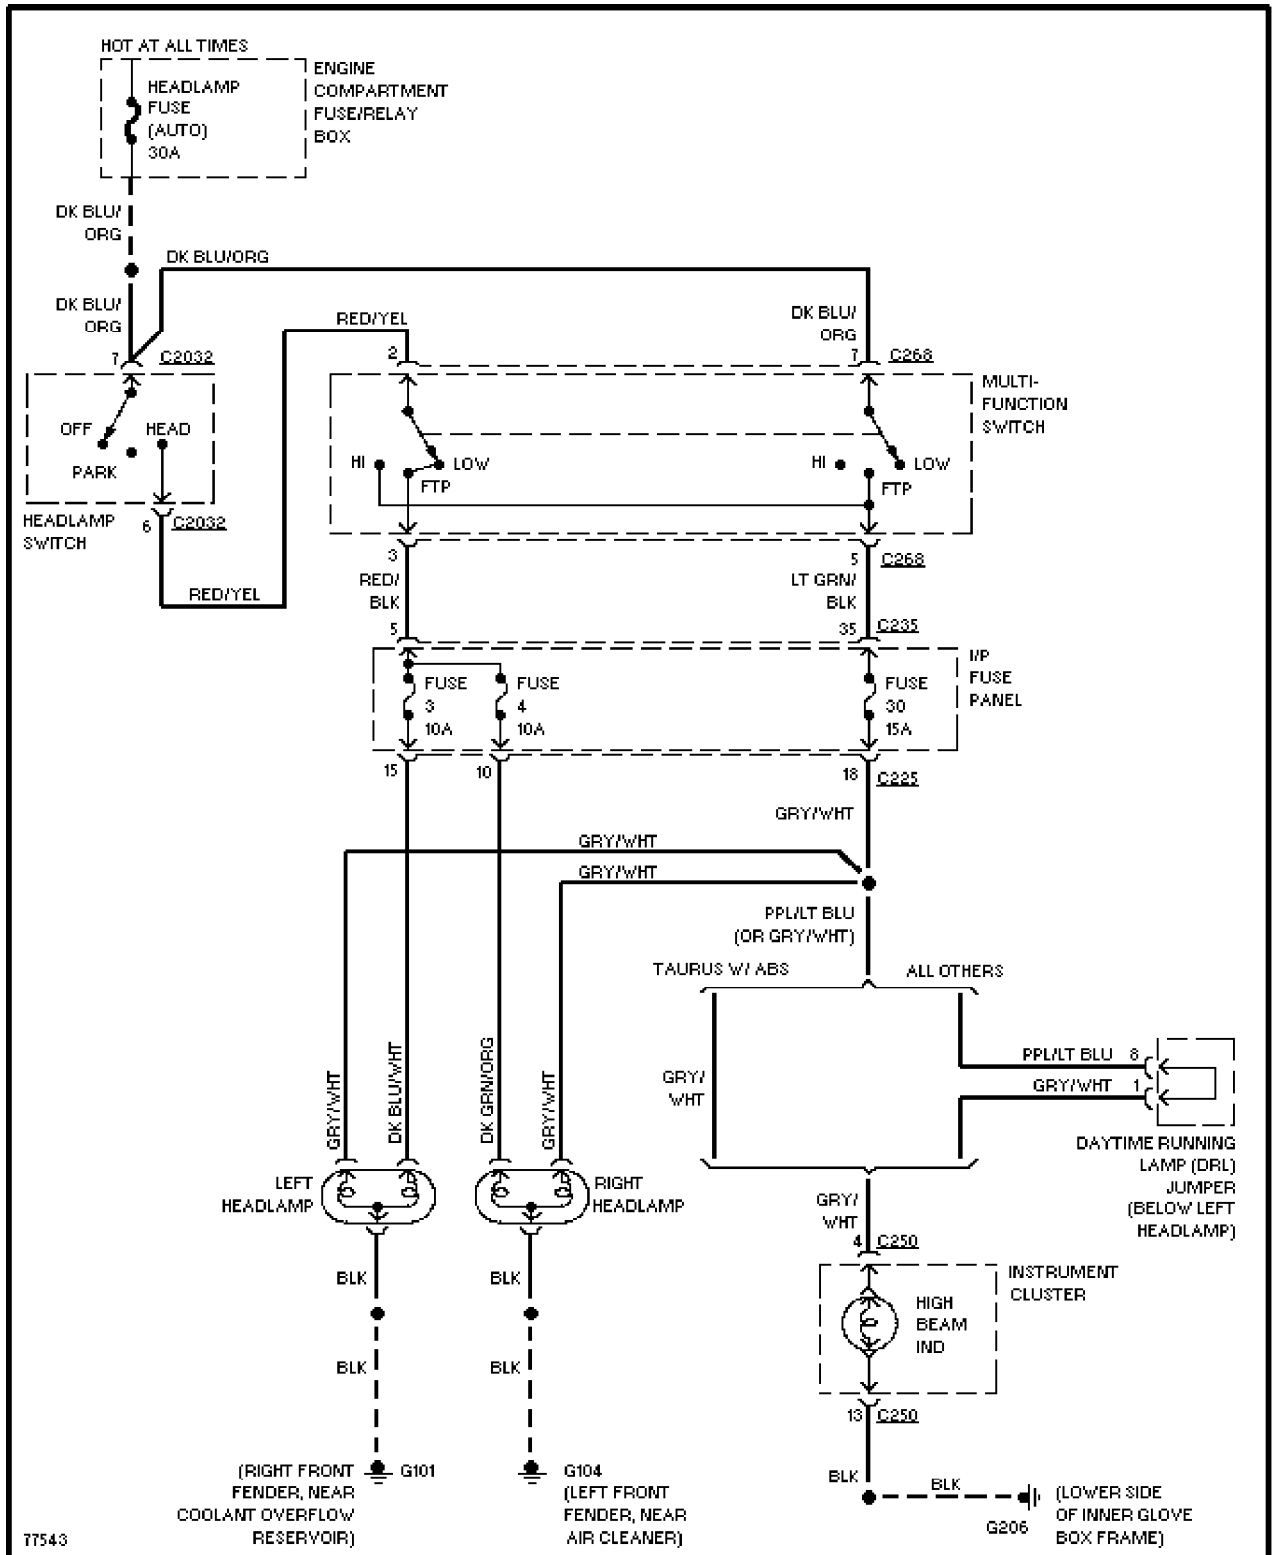 HOT AT ALL TIMES
HEADLAMP
FUSE
(AUTO)
30A
ENGINE
COMPARTMENT
FUSE/RELAY
BOX
DK BLU/
ORG
DK BLU/ORG
DK BLU/
ORG
RED/YEL
DK BLU/
ORG
7
C2032
2
7
C268
MULTI-
FUNCTION
SWITCH
OFF
HEAD
PARK
HI
LOW
FTP
HI
LOW
FTP
HEADLAMP
SWITCH
6
C2032
RED/YEL
3
RED/
BLK
5
C268
LT GRN/
BLK
5
35
C235
I/P
FUSE
PANEL
FUSE
3
10A
FUSE
4
10A
FUSE
30
15A
15
10
18
C225
GRY/WHT
GRY/WHT
GRY/WHT
PPL/LT BLU
(OR GRY/WHT)
TAURUS W/ ABS
ALL OTHERS
GRY/WHT
DK BLU/WHT
DK GRN/ORG
GRY/WHT
GRY/
WHT
PPL/LT BLU
8
GRY/WHT
1
DAYTIME RUNNING
LAMP (DRL)
JUMPER
(BELOW LEFT
HEADLAMP)
LEFT
HEADLAMP
RIGHT
HEADLAMP
GRY/
WHT
4
C250
INSTRUMENT
CLUSTER
HIGH
BEAM
IND
BLK
BLK
BLK
BLK
13
C250
BLK
BLK
G206
(LOWER SIDE
OF INNER GLOVE
BOX FRAME)
(RIGHT FRONT
FENDER, NEAR
COOLANT OVERFLOW
RESERVOIR)
G101
G104
(LEFT FRONT
FENDER, NEAR
AIR CLEANER)
77543